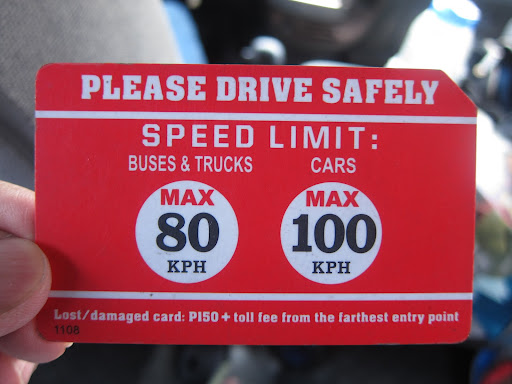 PLEASE DRIVE SAFELY
SPEED LIMIT:
BUSES & TRUCKS CARS
MAX MAX
80 100
KPH KPH
Lost/damaged card: P150 + toll fee from the farthest entry point
1108